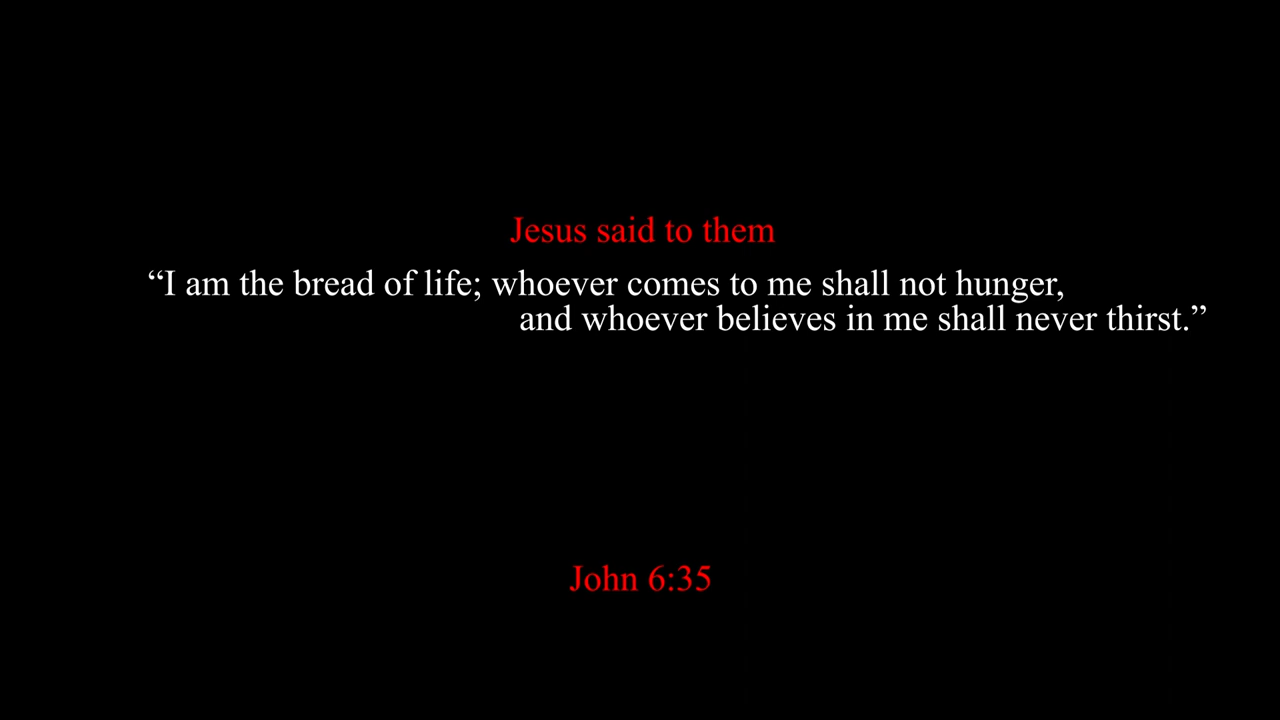 Jesus said to them
“I am the bread of life; whoever comes to me shall not hunger,
and whoever believes in me shall never thirst.”
John 6:35